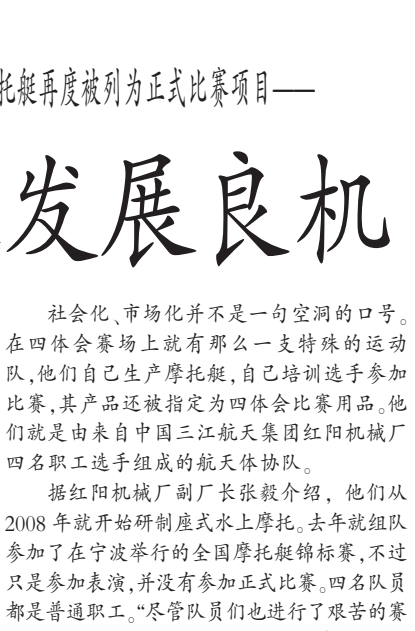 托艇再度被列为正式比赛项目——
发展良机
社会化、市场化并不是一句空洞的口号。
在四体会赛场上就有那么一支特殊的运动
队,他们自己生产摩托艇,自己培训选手参加
比赛,其产品还被指定为四体会比赛用品。他
们就是由来自中国三江航天集团红阳机械厂
四名职工选手组成的航天体协队。
据红阳机械厂副厂长张毅介绍，他们从
2008 年就开始研制座式水上摩托。去年就组队
参加了在宁波举行的全国摩托艇锦标赛,不过
只是参加表演,并没有参加正式比赛。四名队员
都是普通职工。“尽管队员们也进行了艰苦的赛